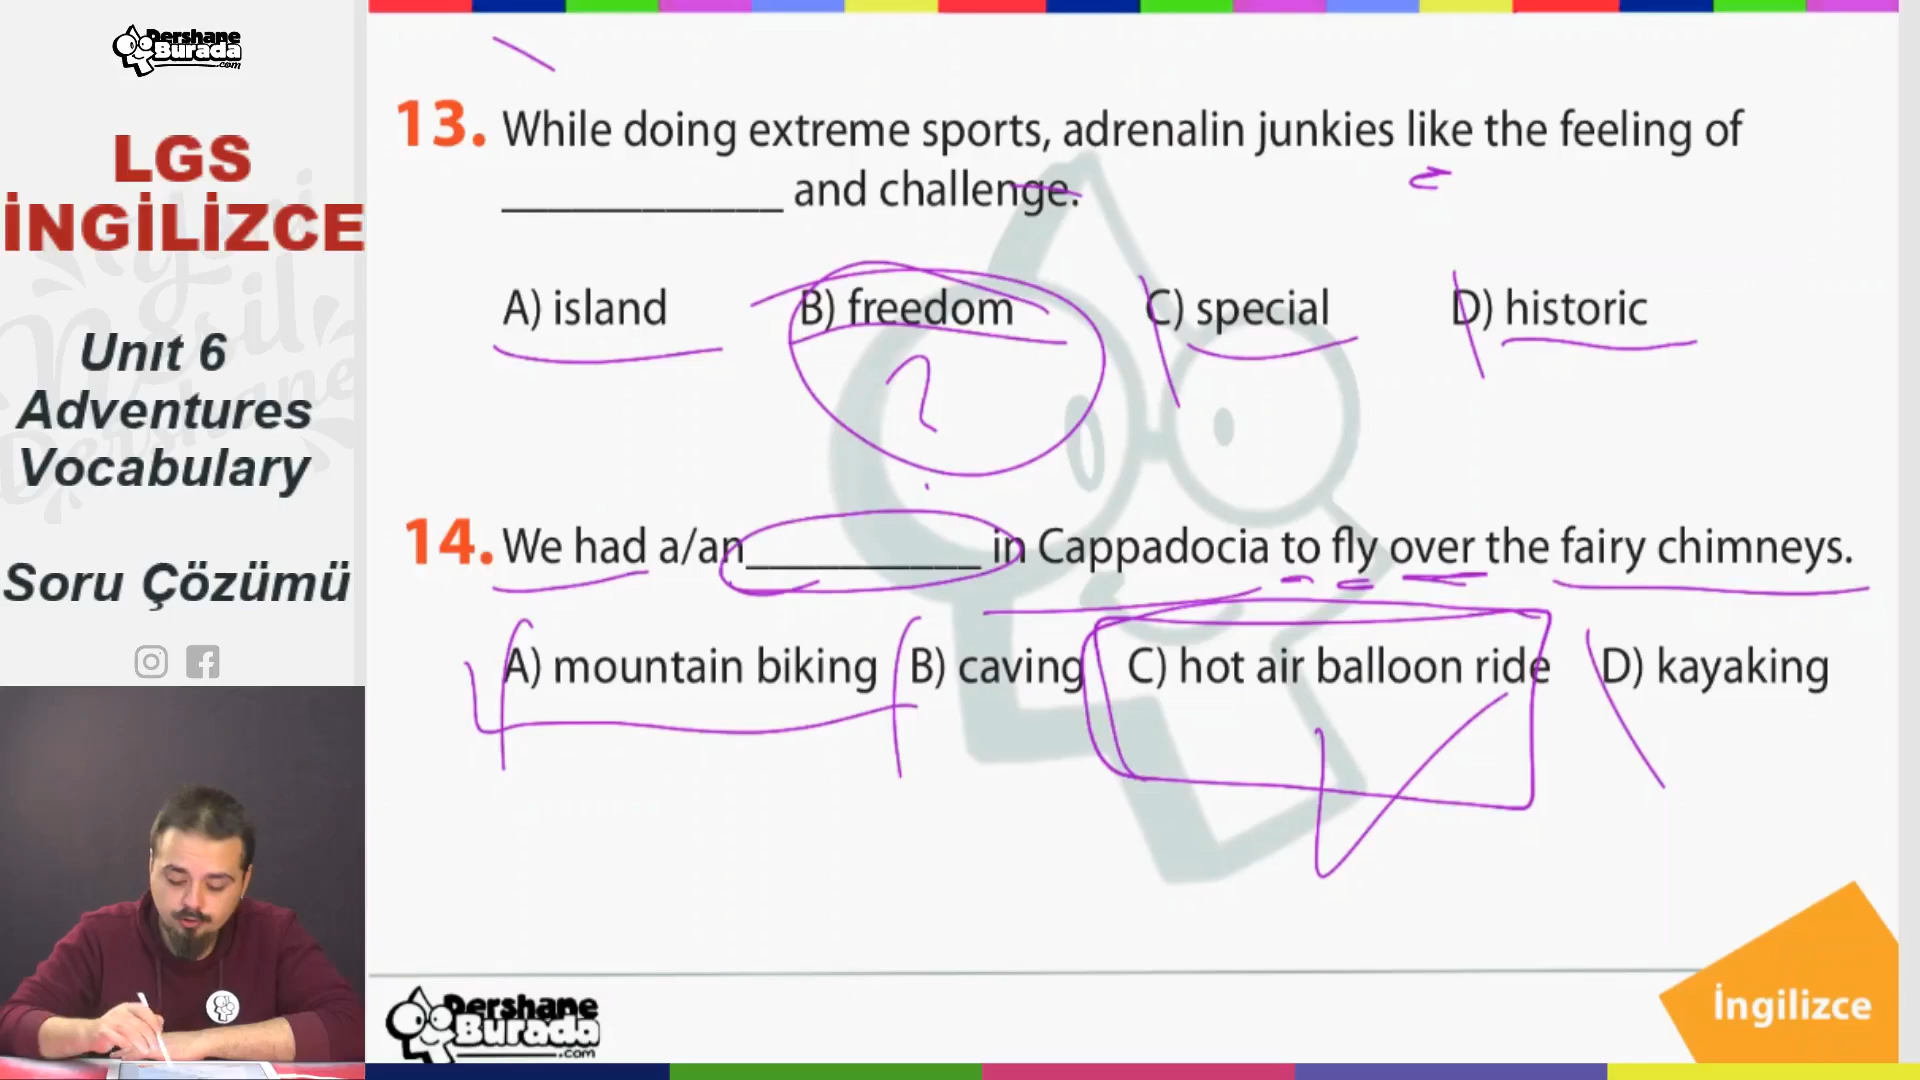 Dershane
Burada
.com
LGS
İNGİLİZCE
Unıt 6
Adventures
Vocabulary
Soru Çözümü
13. While doing extreme sports, adrenalin junkies like the feeling of
____________ and challenge.
A) island B) freedom C) special D) historic
14. We had a/an__________ in Cappadocia to fly over the fairy chimneys.
A) mountain biking B) caving C) hot air balloon ride D) kayaking
Dershane
Burada
.com
İngilizce